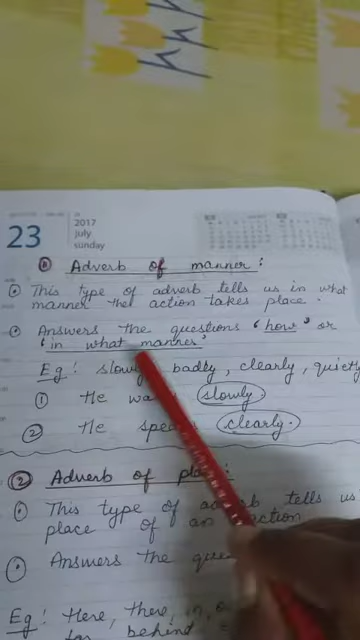 2017
july
23 sunday
① Adverb of manner:
This type of adverb tells us in what
manner the action takes place.
Answers the questions 'how' or
'in what manner'
Eg: slowly, badly, clearly, quietly
① He slowly
② He clearly.
② Adverb of place:
This type of adverb tells us
place of an action
Answers the
Eg: Here, there, in,
far behind